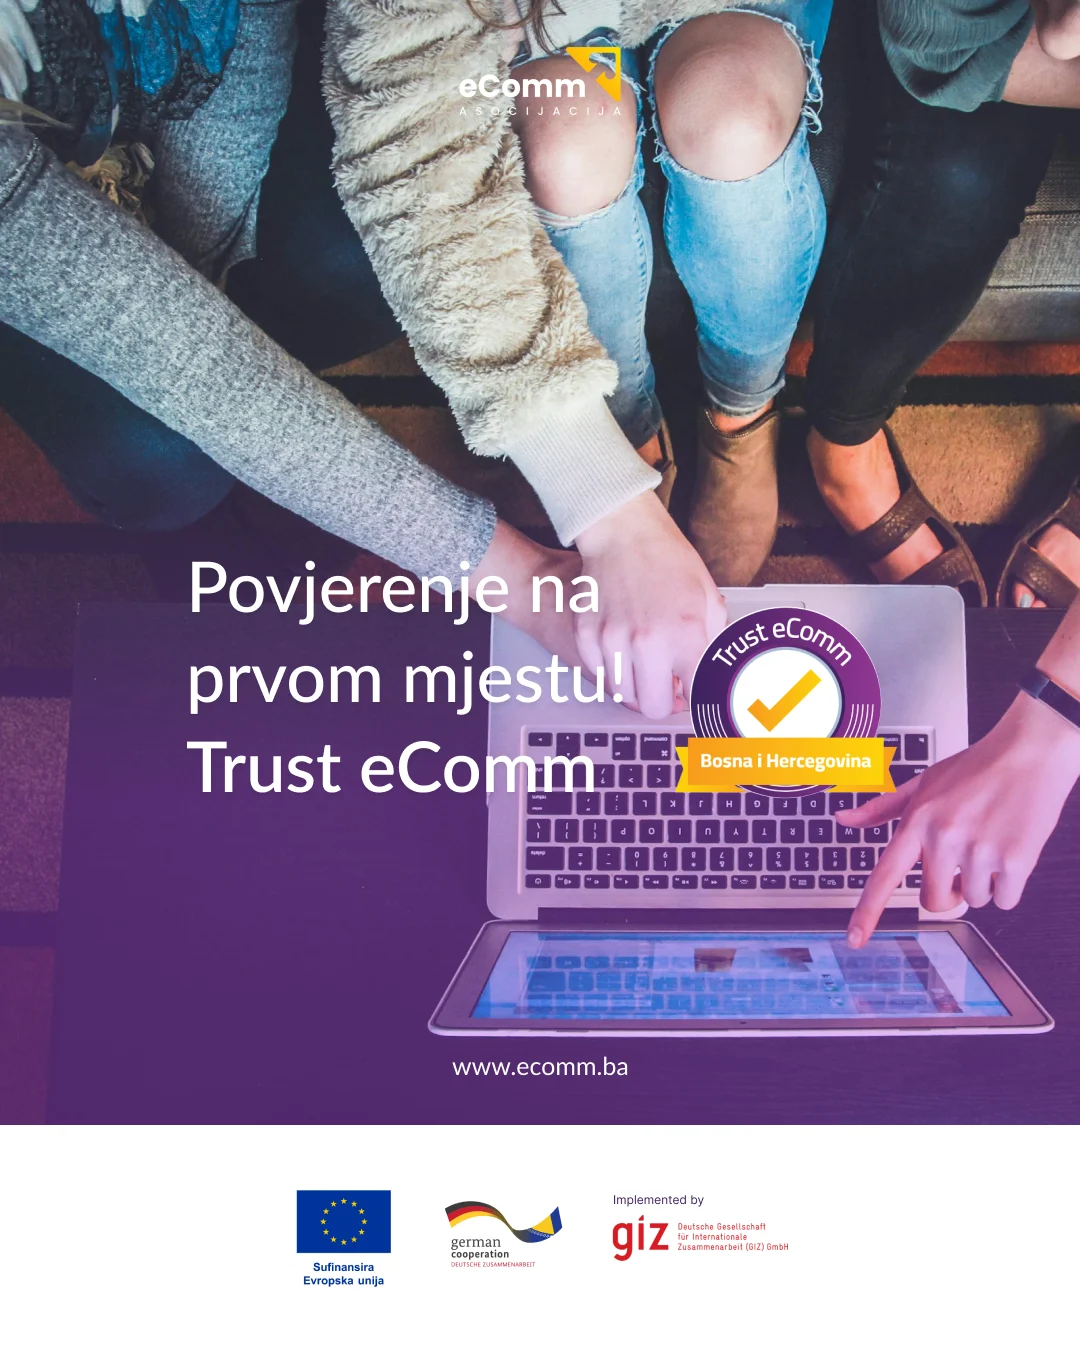 eComm
ASOCIJACIJA
Povjerenje na
prvom mjestu!
Trust eComm
Trust eComm
Bosna i Hercegovina
www.ecomm.ba
Sufinansira
Evropska unija
german
cooperation
DEUTSCHE ZUSAMMENARBEIT
Implemented by
giz
Deutsche Gesellschaft
für Internationale
Zusammenarbeit (GIZ) GmbH